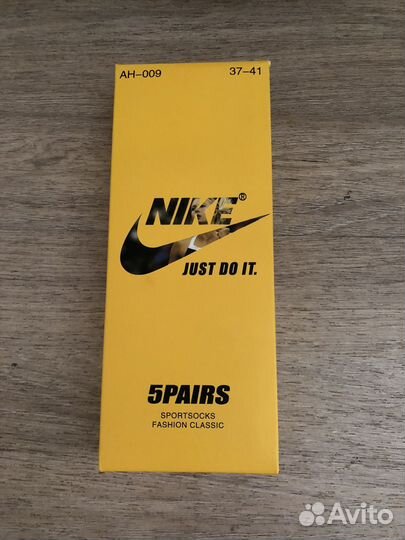 AH-009 37-41
NIKE®
JUST DO IT.
5PAIRS
SPORTSOCKS
FASHION CLASSIC
Avito